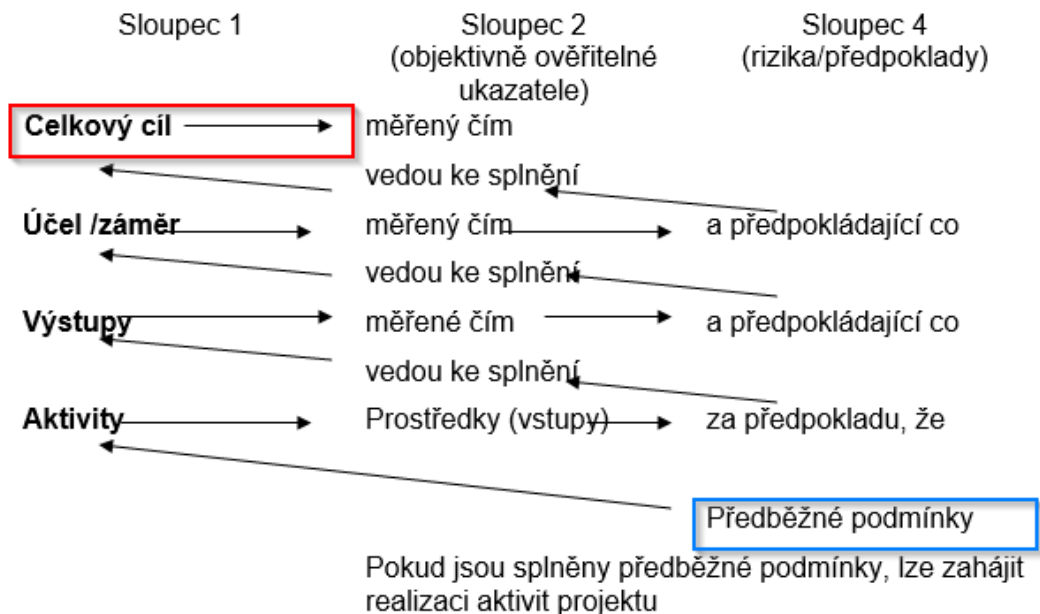 Sloupec 1 Sloupec 2 Sloupec 4
(objektivně ověřitelné (rizika/předpoklady)
ukazatele)
Celkový cíl měřený čím
vedou ke splnění
Účel /záměr měřený čím a předpokládající co
vedou ke splnění
Výstupy měřené čím a předpokládající co
vedou ke splnění
Aktivity Prostředky (vstupy) za předpokladu, že
Předběžné podmínky
Pokud jsou splněny předběžné podmínky, lze zahájit
realizaci aktivit projektu